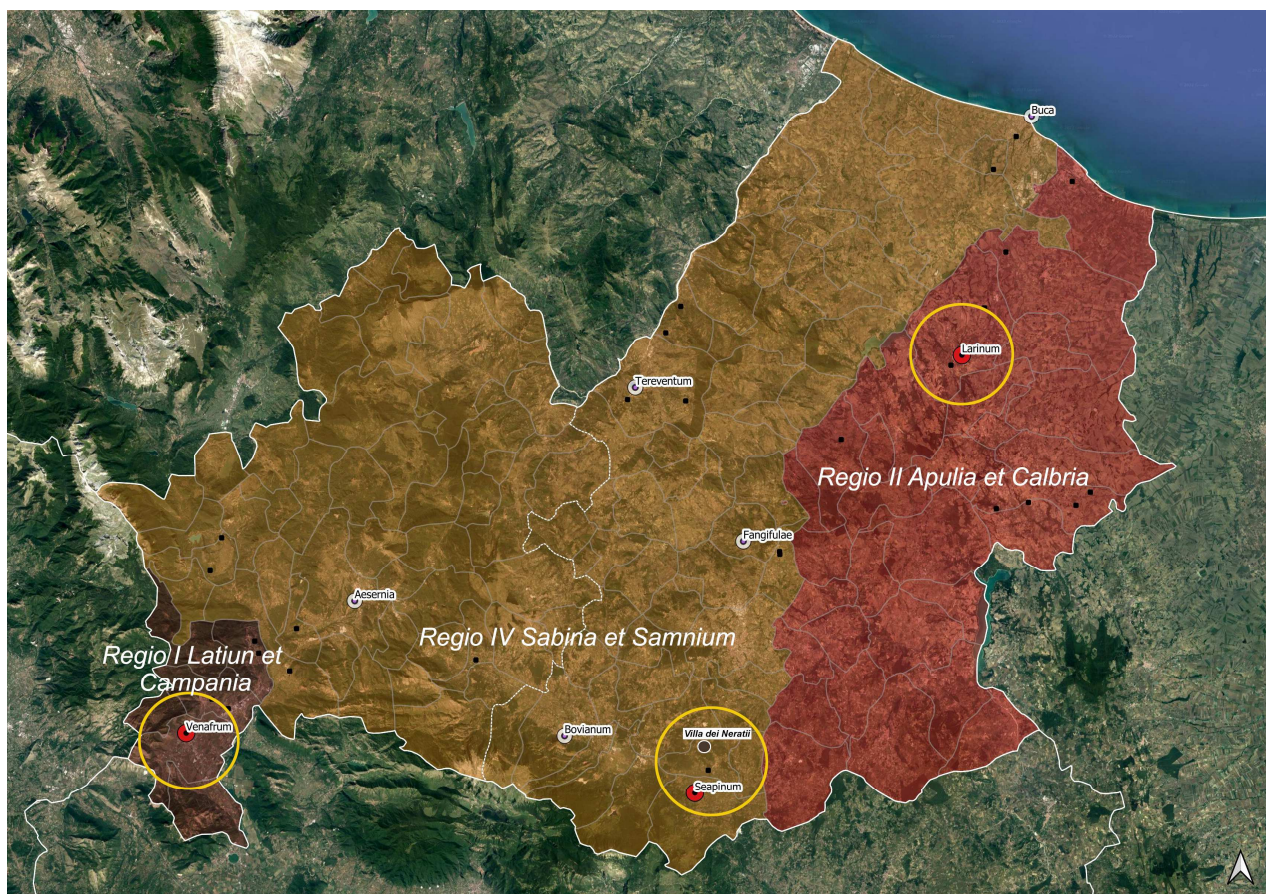 Buca
Larinum
Tereventum
Regio II Apulia et Calbria
Fangifulae
Aesernia
Regio IV Sabina et Samnium
Regio I Latiun et
Campania
Venafrum
Bovianum
Villa dei Neratii
Seapinum